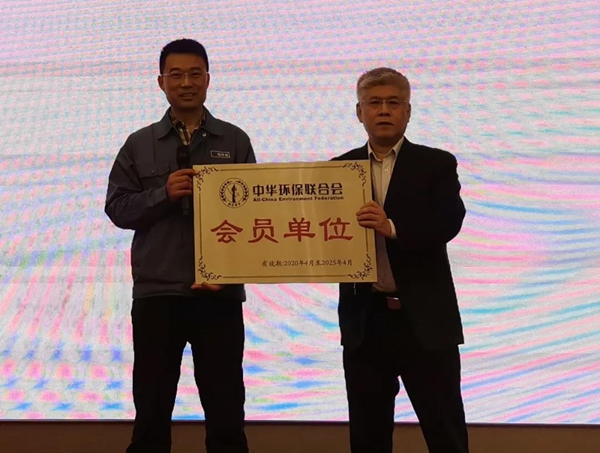 中华环保联合会
All-China Environment Federation
会员单位
有效期:2020年4月至2025年4月